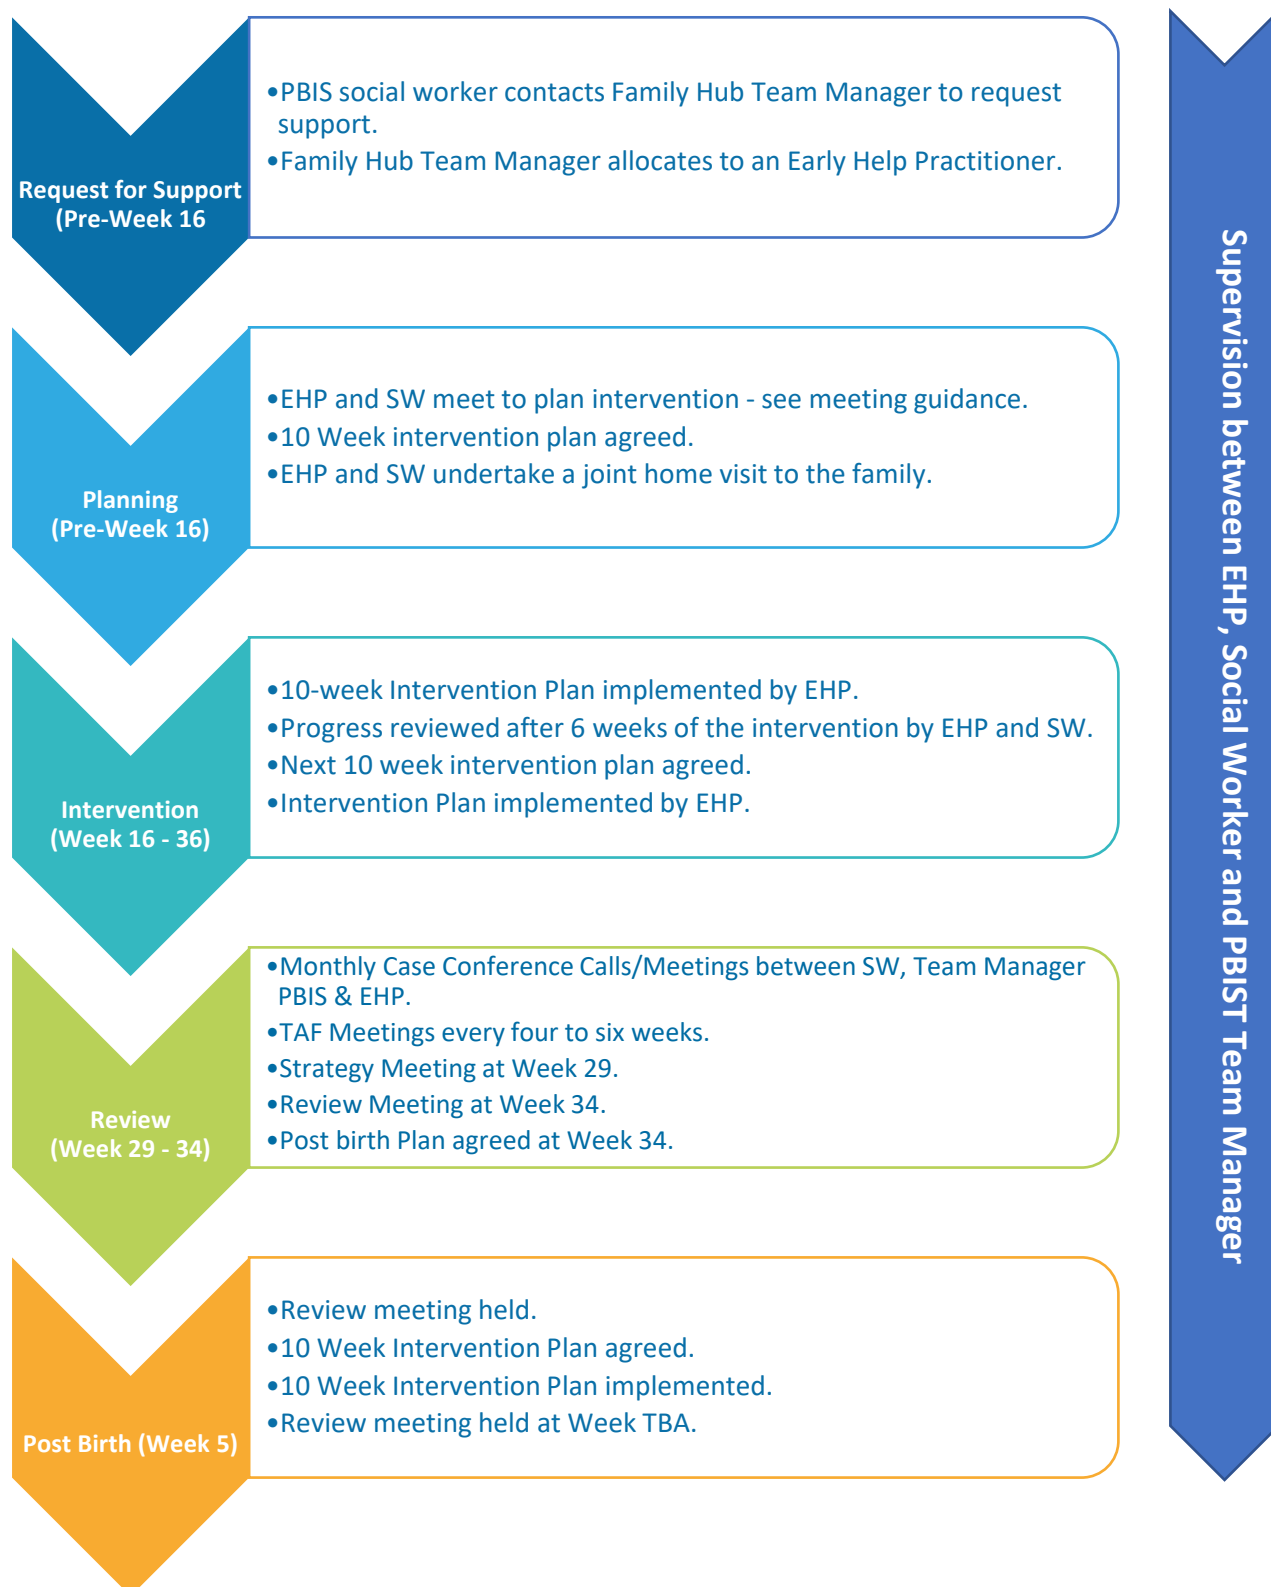 Request for Support
(Pre-Week 16
•PBIS social worker contacts Family Hub Team Manager to request
support.
•Family Hub Team Manager allocates to an Early Help Practitioner.
Planning
(Pre-Week 16)
•EHP and SW meet to plan intervention - see meeting guidance.
•10 Week intervention plan agreed.
•EHP and SW undertake a joint home visit to the family.
Intervention
(Week 16 - 36)
•10-week Intervention Plan implemented by EHP.
•Progress reviewed after 6 weeks of the intervention by EHP and SW.
•Next 10 week intervention plan agreed.
•Intervention Plan implemented by EHP.
Review
(Week 29 - 34)
•Monthly Case Conference Calls/Meetings between SW, Team Manager
PBIS & EHP.
•TAF Meetings every four to six weeks.
•Strategy Meeting at Week 29.
•Review Meeting at Week 34.
•Post birth Plan agreed at Week 34.
Post Birth (Week 5)
•Review meeting held.
•10 Week Intervention Plan agreed.
•10 Week Intervention Plan implemented.
•Review meeting held at Week TBA.
Supervision between EHP, Social Worker and PBIST Team Manager